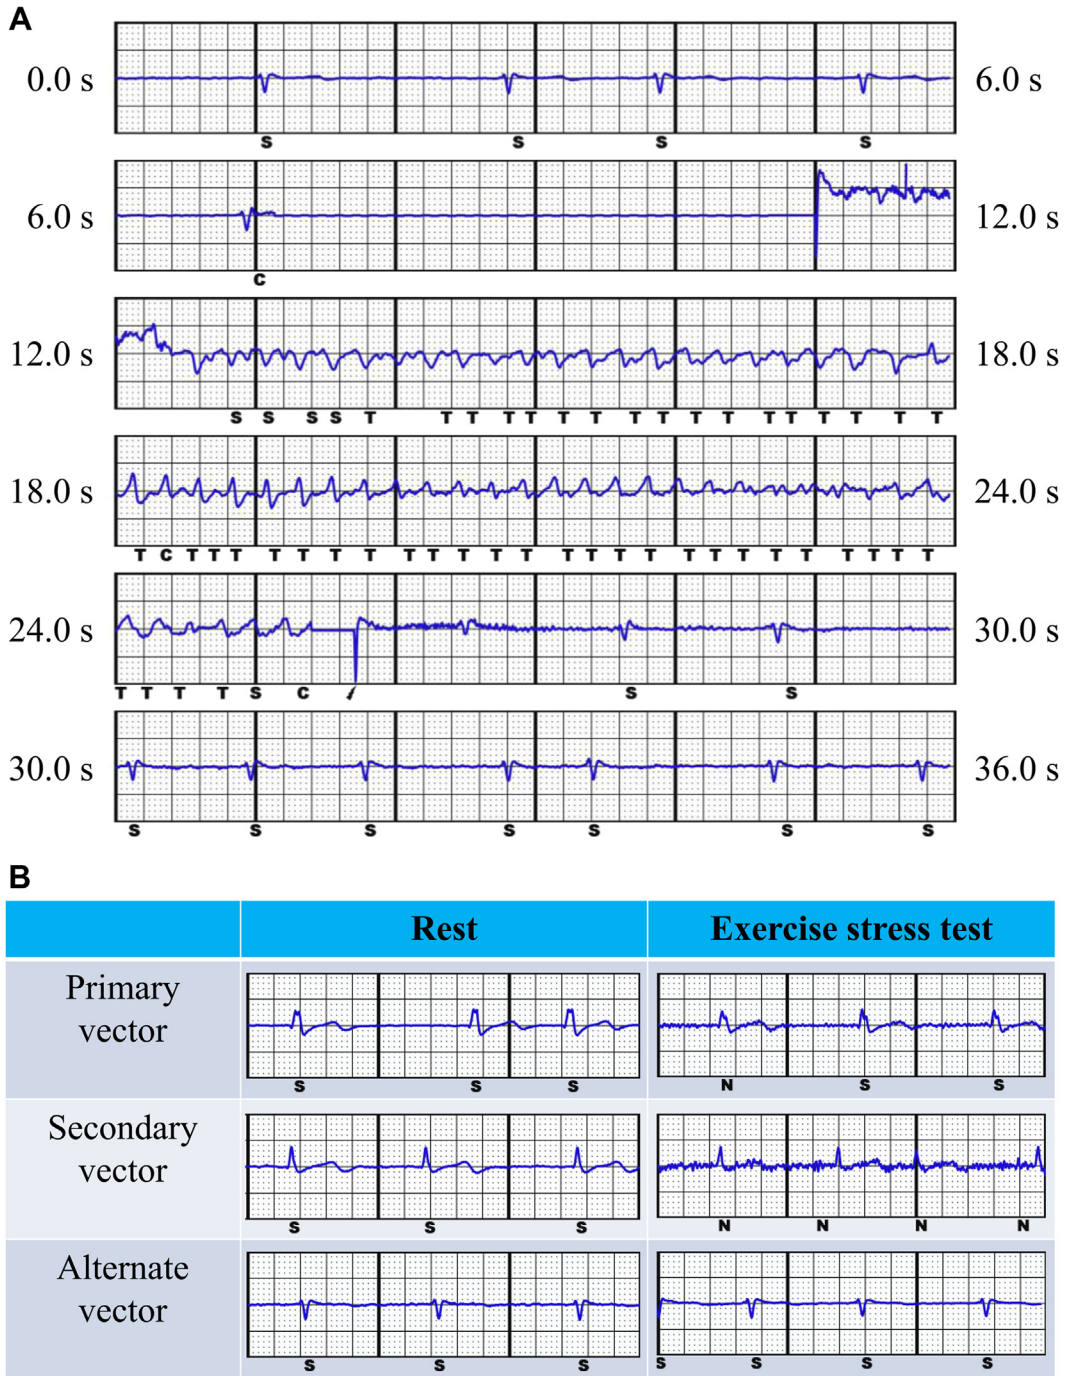 A
0.0 s
6.0 s
S S S S
6.0 s
12.0 s
C
12.0 s
18.0 s
S S S S T T T T T T T T T T T T T T T T T
18.0 s
24.0 s
T C T T T T T T T T T T T T T T T T T T T T T T T T T
24.0 s
30.0 s
T T T T S C S S
30.0 s
36.0 s
S S S S S S S
B
Rest
Exercise stress test
Primary
vector
S S S
N S S
Secondary
vector
S S S
N N N N
Alternate
vector
S S S
S S S S